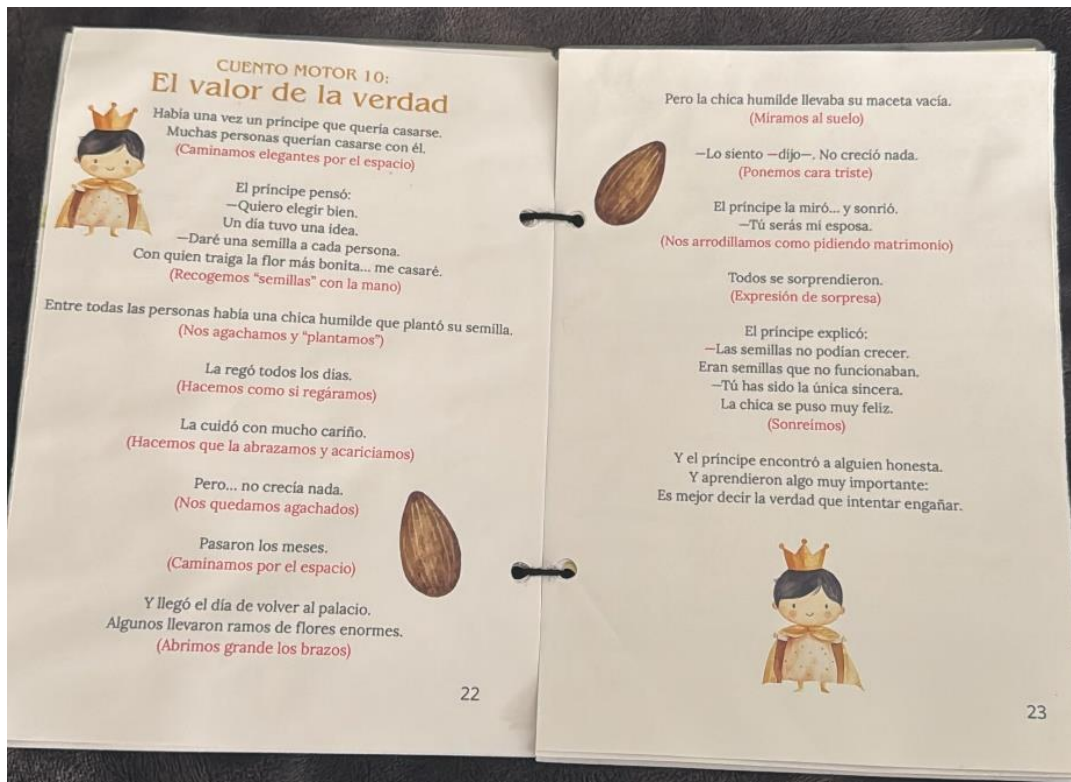 CUENTO MOTOR 10:
El valor de la verdad
Había una vez un príncipe que quería casarse.
Muchas personas querían casarse con él.
(Caminamos elegantes por el espacio)
El príncipe pensó:
—Quiero elegir bien.
Un día tuvo una idea.
—Daré una semilla a cada persona.
Con quien traiga la flor más bonita... me casaré.
(Recogemos “semillas” con la mano)
Entre todas las personas había una chica humilde que plantó su semilla.
(Nos agachamos y “plantamos”)
La regó todos los días.
(Hacemos como si regáramos)
La cuidó con mucho cariño.
(Hacemos que la abrazamos y acariciamos)
Pero... no crecía nada.
(Nos quedamos agachados)
Pasaron los meses.
(Caminamos por el espacio)
Y llegó el día de volver al palacio.
Algunos llevaron ramos de flores enormes.
(Abrimos grande los brazos)
22
Pero la chica humilde llevaba su maceta vacía.
(Miramos al suelo)
—Lo siento —dijo—. No creció nada.
(Ponemos cara triste)
El príncipe la miró... y sonrió.
—Tú serás mi esposa.
(Nos arrodillamos como pidiendo matrimonio)
Todos se sorprendieron.
(Expresión de sorpresa)
El príncipe explicó:
—Las semillas no podían crecer.
Eran semillas que no funcionaban.
—Tú has sido la única sincera.
La chica se puso muy feliz.
(Sonreímos)
Y el príncipe encontró a alguien honesta.
Y aprendieron algo muy importante:
Es mejor decir la verdad que intentar engañar.
23